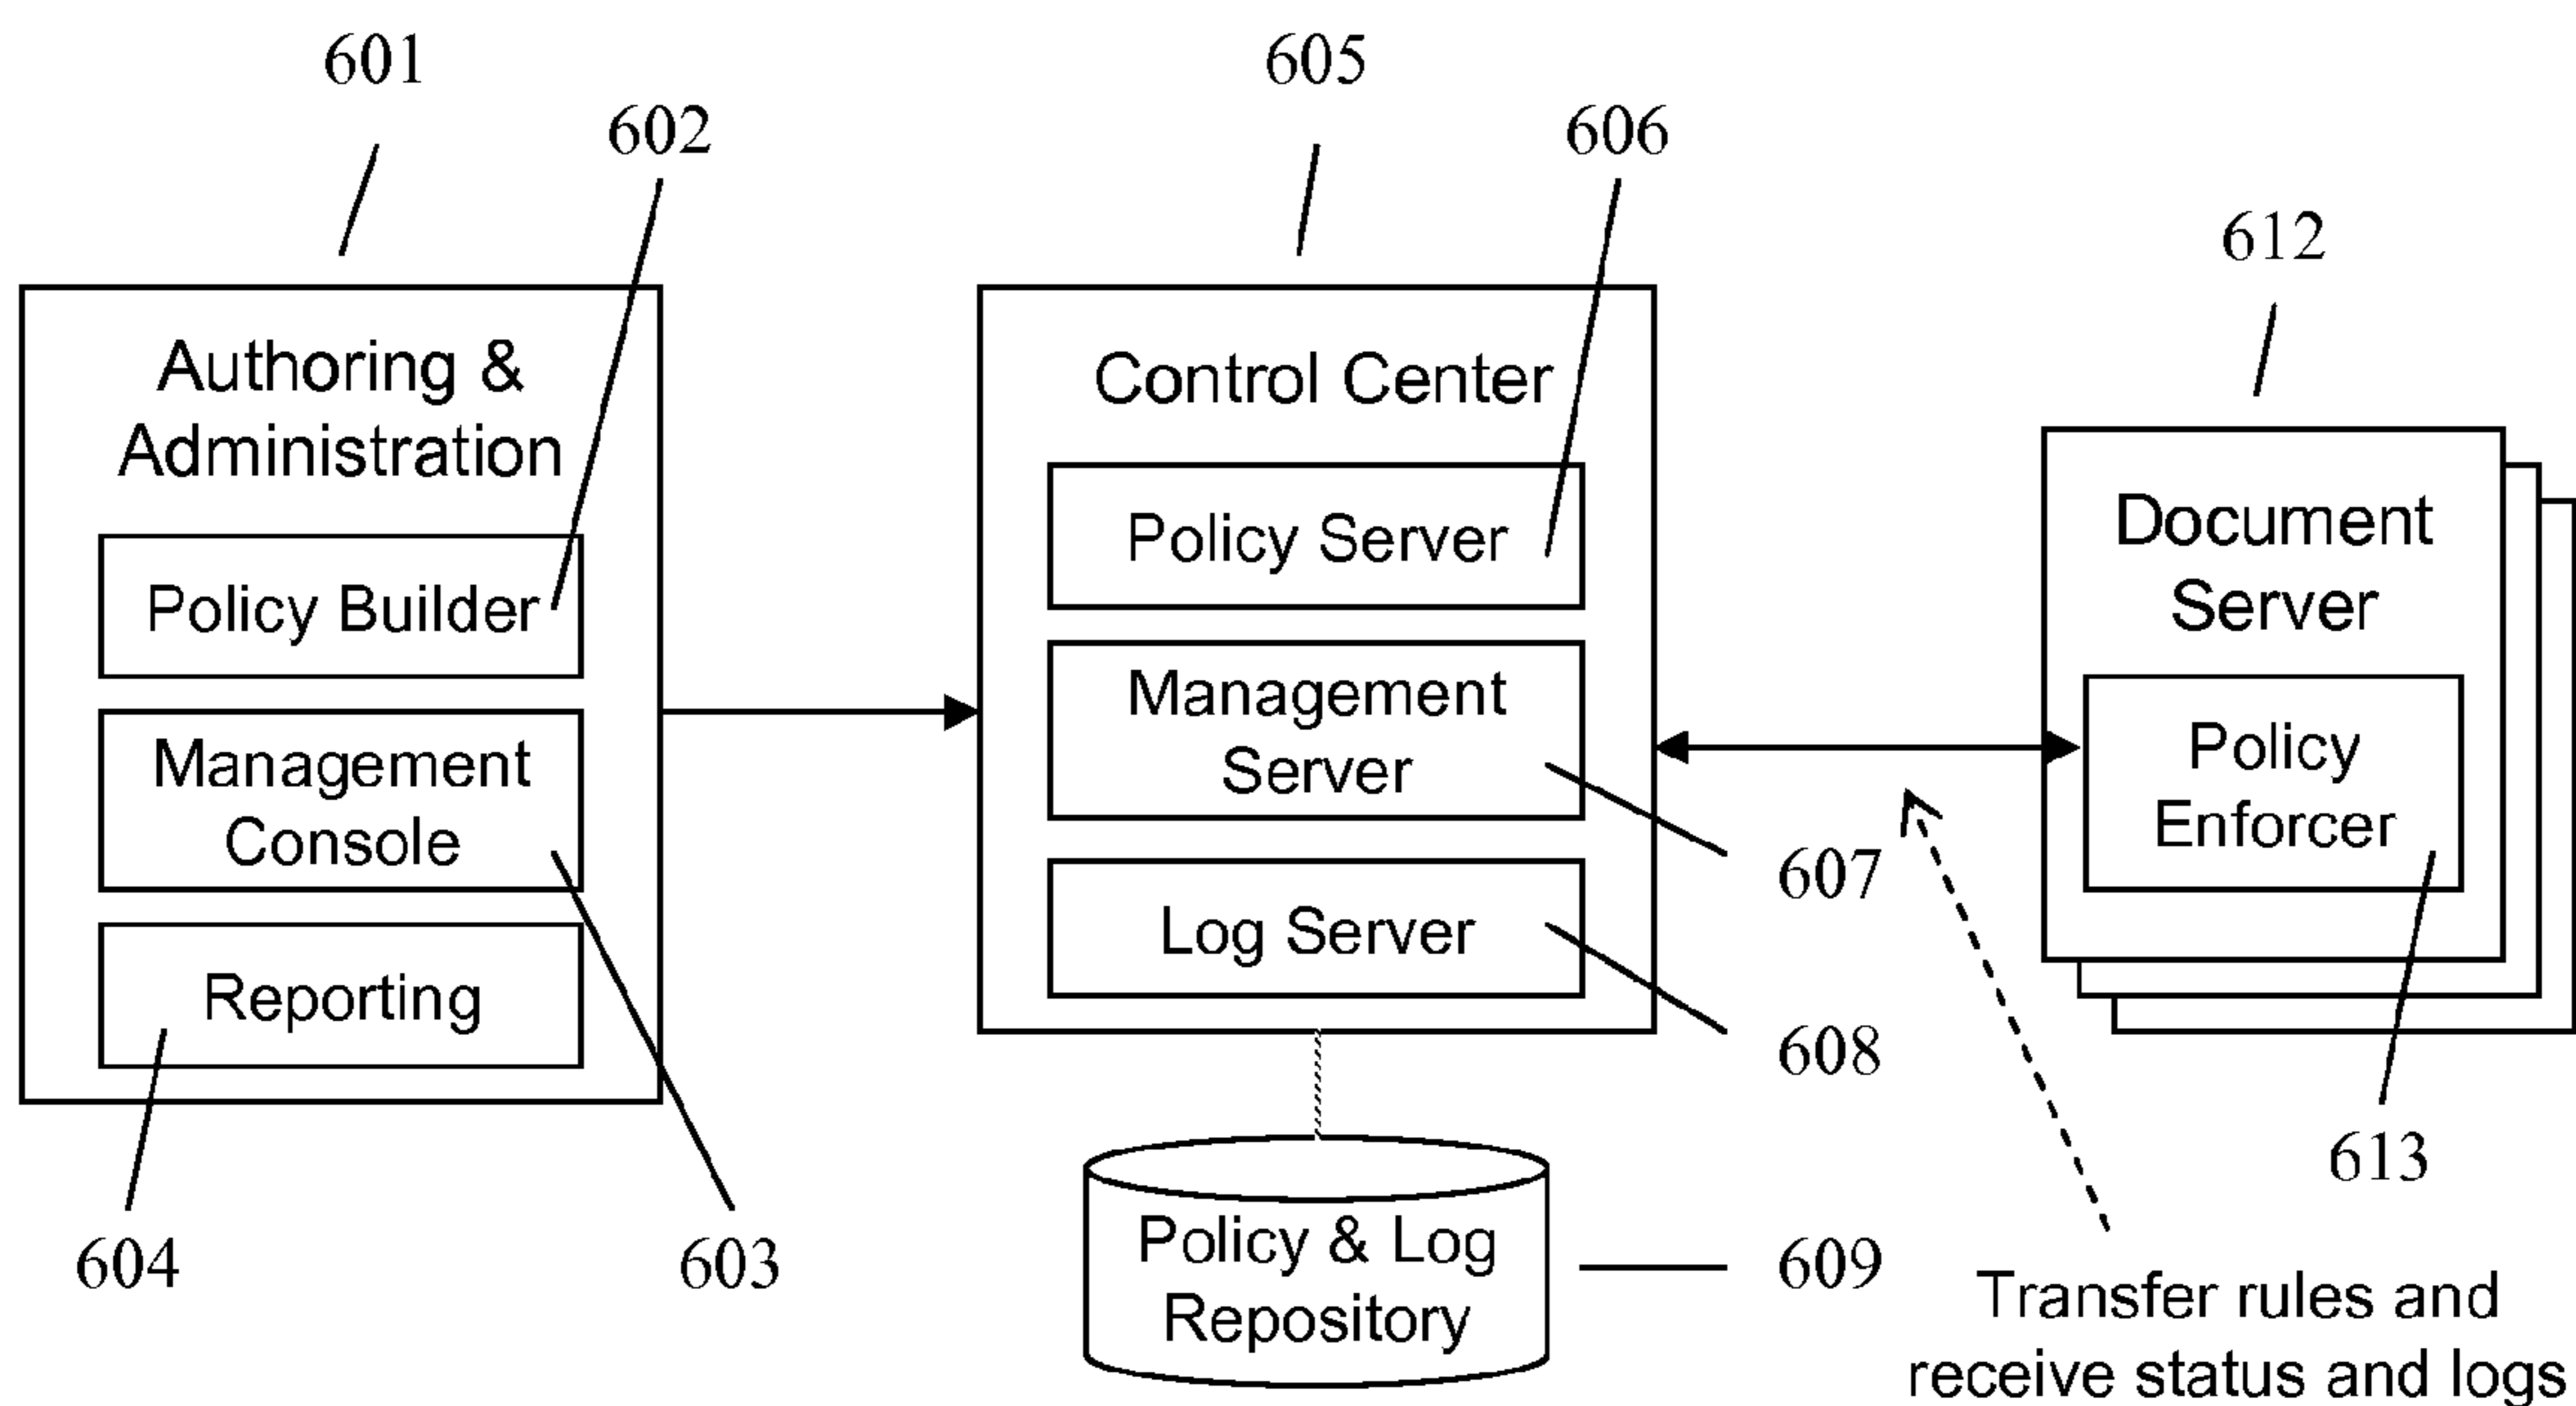 601
602
Authoring &
Administration
Policy Builder
Management
Console
Reporting
604
603
605
606
Control Center
Policy Server
Management
Server
Log Server
607
608
Policy & Log
Repository
609
612
Document
Server
Policy
Enforcer
613
Transfer rules and
receive status and logs